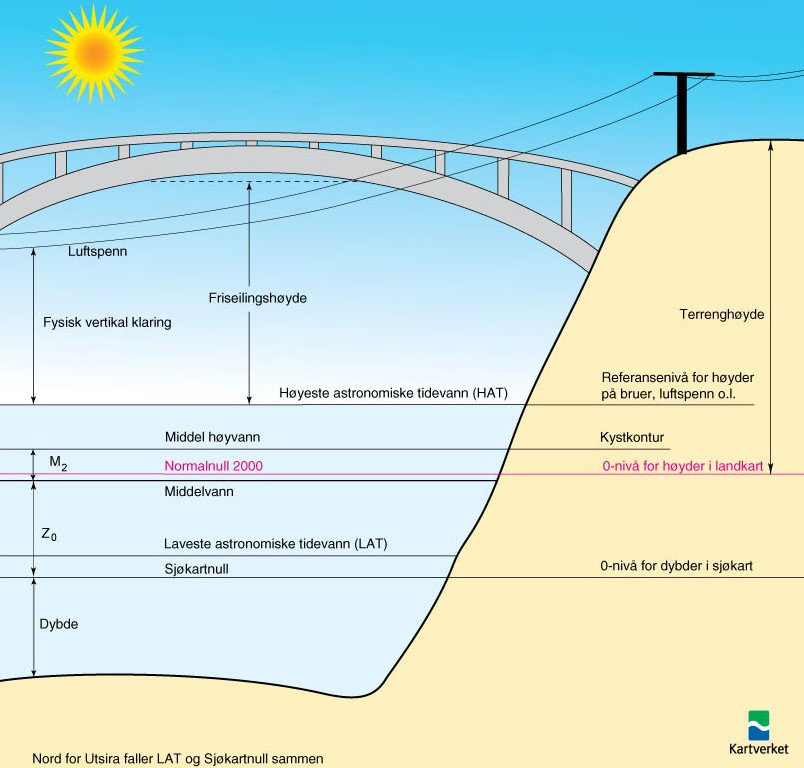 Luftspenn
Friseilingshøyde
Terrenghøyde
Fysisk vertikal klaring
Høyeste astronomiske tidevann (HAT)
Referansenivå for høyder
på bruer, luftspenn o.l.
Middel høyvann
Kystkontur
M2
Normalnull 2000
0-nivå for høyder i landkart
Middelvann
Z0
Laveste astronomiske tidevann (LAT)
Sjøkartnull
0-nivå for dybder i sjøkart
Dybde
Kartverket
Nord for Utsira faller LAT og Sjøkartnull sammen